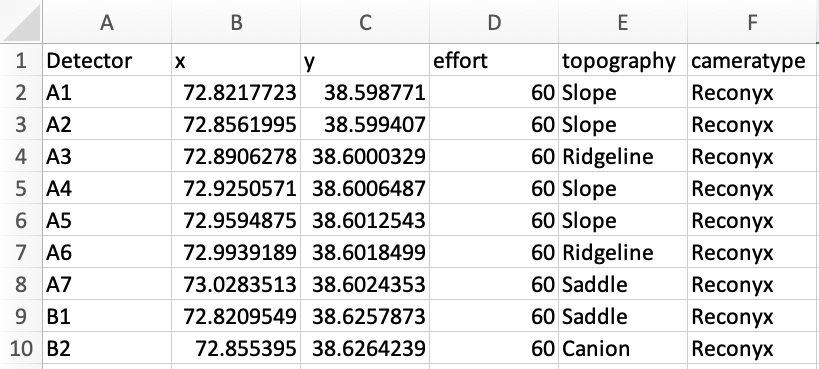 A B C D E F
1 Detector x y effort topography cameratype
2 A1 72.8217723 38.598771 60 Slope Reconyx
3 A2 72.8561995 38.599407 60 Slope Reconyx
4 A3 72.8906278 38.6000329 60 Ridgeline Reconyx
5 A4 72.9250571 38.6006487 60 Slope Reconyx
6 A5 72.9594875 38.6012543 60 Slope Reconyx
7 A6 72.9939189 38.6018499 60 Ridgeline Reconyx
8 A7 73.0283513 38.6024353 60 Saddle Reconyx
9 B1 72.8209549 38.6257873 60 Saddle Reconyx
10 B2 72.855395 38.6264239 60 Canion Reconyx